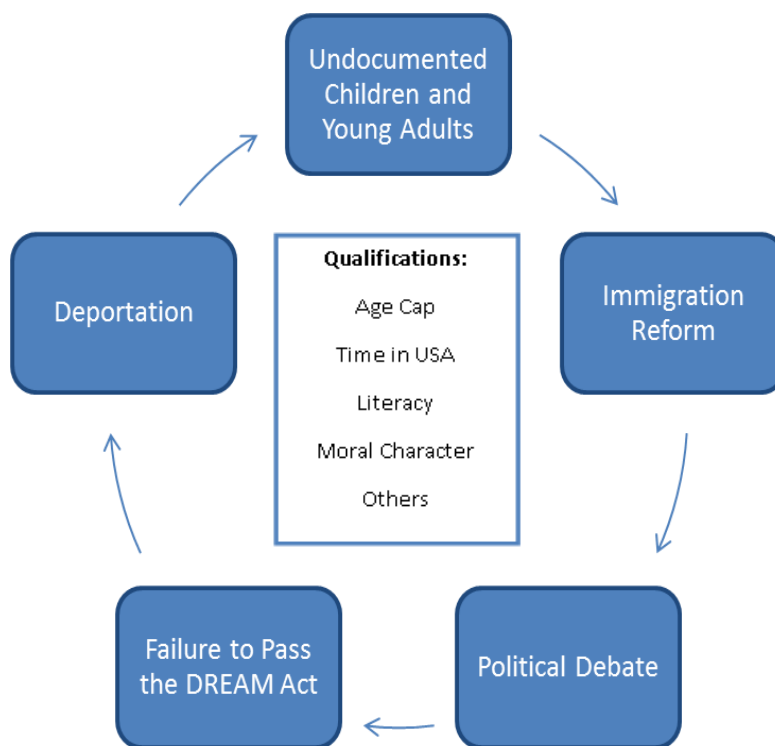 Undocumented
Children and
Young Adults
Immigration
Reform
Political Debate
Failure to Pass
the DREAM Act
Deportation
Qualifications:
Age Cap
Time in USA
Literacy
Moral Character
Others